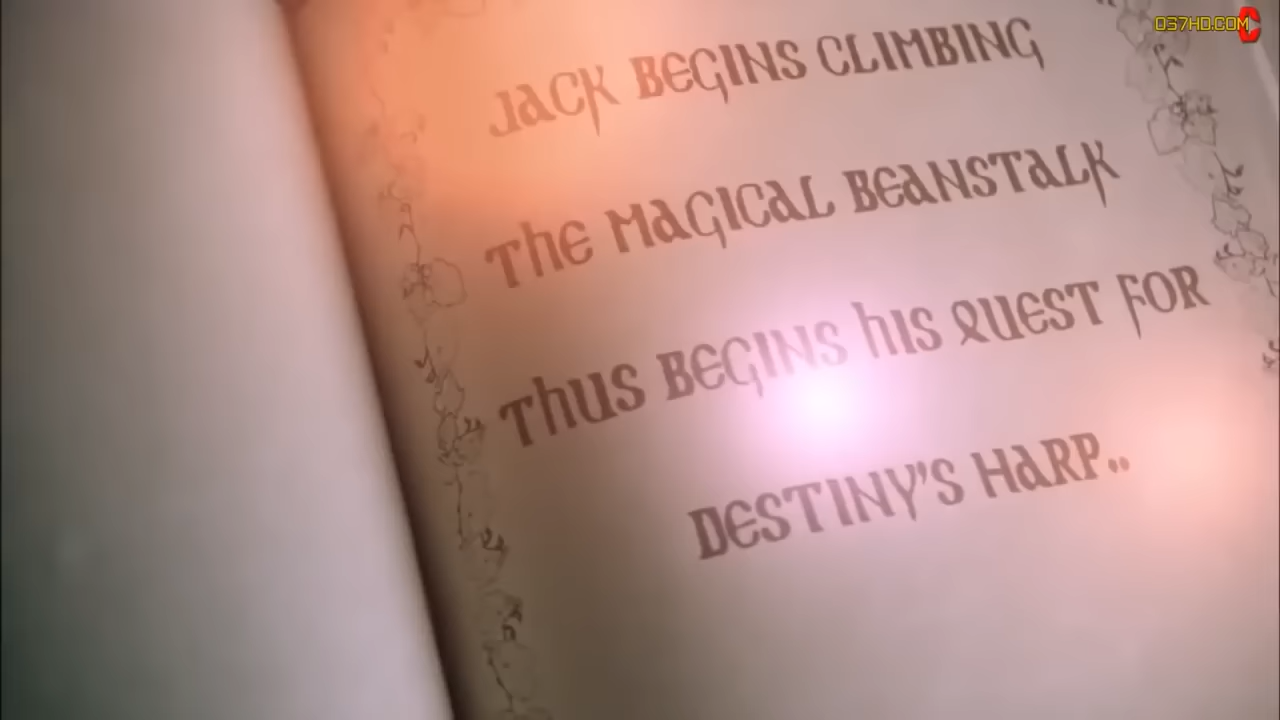 037HD.COM
JACK BEGINS CLIMBING
THE MAGICAL BEANSTALK
THUS BEGINS HIS QUEST FOR
DESTINY'S HARP..